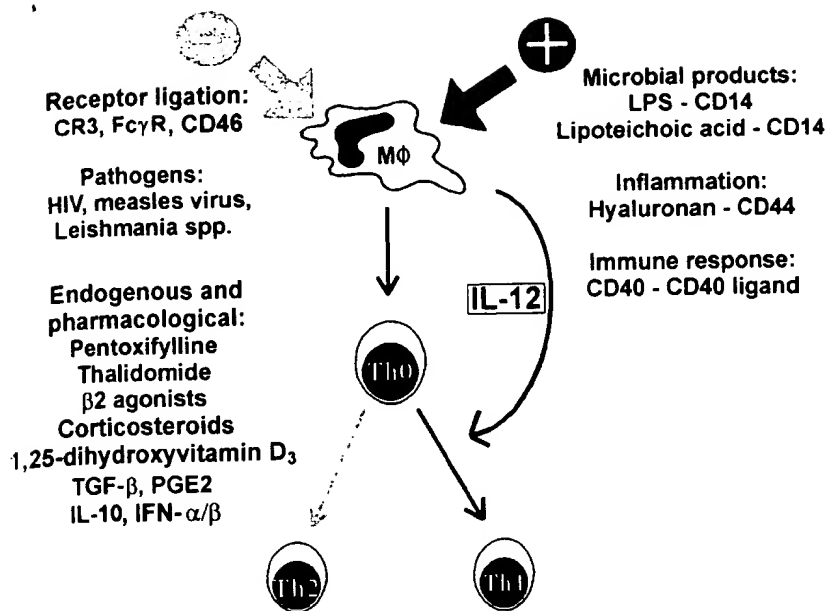 Receptor ligation:
CR3, FcγR, CD46
Pathogens:
HIV, measles virus,
Leishmania spp.
Endogenous and
pharmacological:
Pentoxifylline
Thalidomide
β2 agonists
Corticosteroids
1,25-dihydroxyvitamin D₃
TGF-β, PGE2
IL-10, IFN-α/β
+
MΦ
Microbial products:
LPS - CD14
Lipoteichoic acid - CD14
Inflammation:
Hyaluronan - CD44
Immune response:
CD40 - CD40 ligand
IL-12
Th0
Th2
Th1